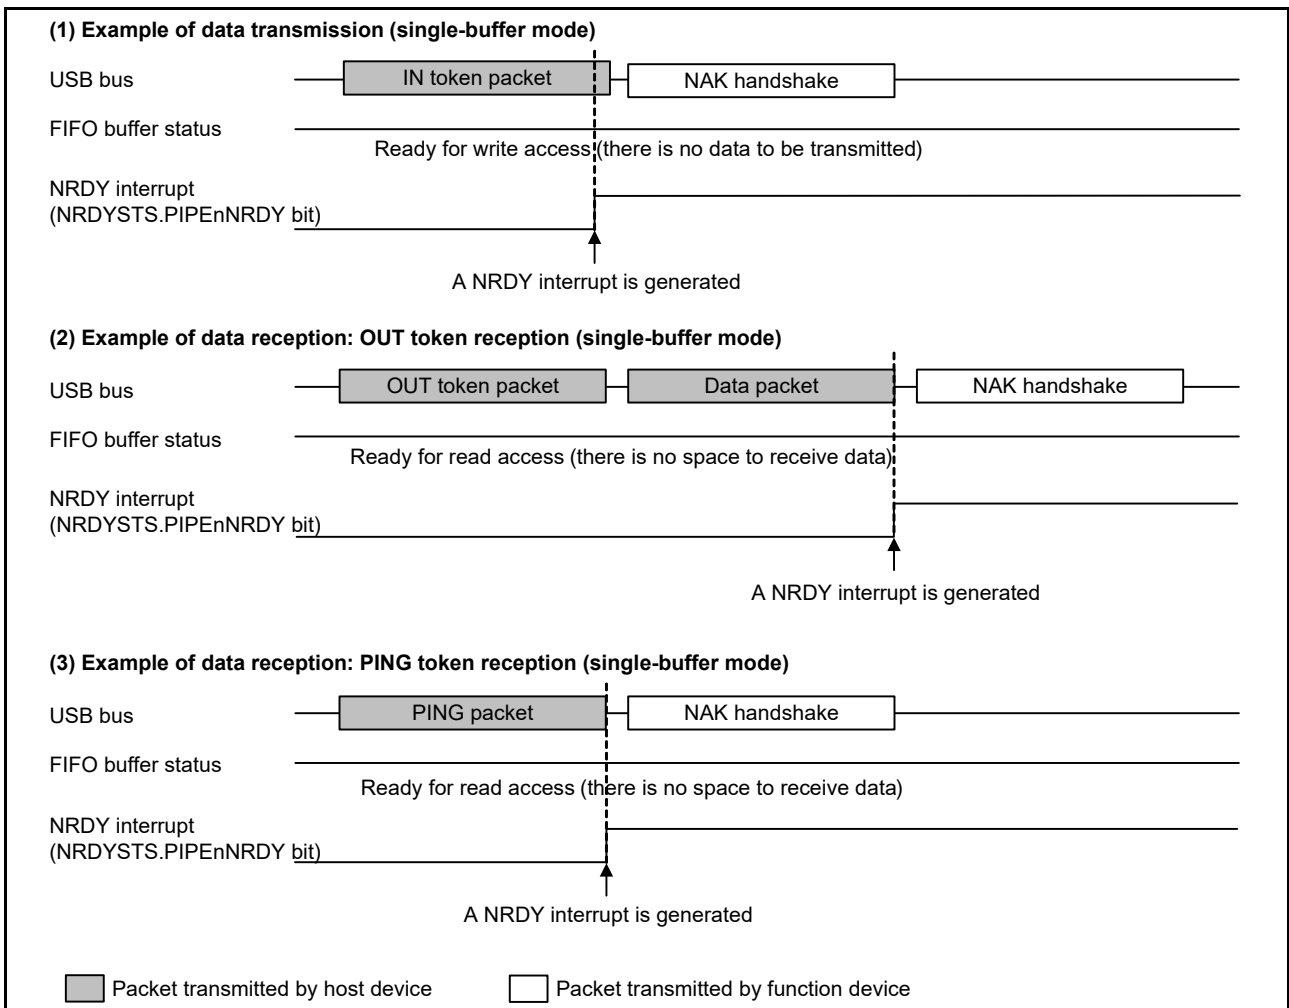 (1) Example of data transmission (single-buffer mode)
USB bus
IN token packet
NAK handshake
FIFO buffer status
Ready for write access (there is no data to be transmitted)
NRDY interrupt
(NRDYSTS.PIPEnNRDY bit)
A NRDY interrupt is generated
(2) Example of data reception: OUT token reception (single-buffer mode)
USB bus
OUT token packet
Data packet
NAK handshake
FIFO buffer status
Ready for read access (there is no space to receive data)
NRDY interrupt
(NRDYSTS.PIPEnNRDY bit)
A NRDY interrupt is generated
(3) Example of data reception: PING token reception (single-buffer mode)
USB bus
PING packet
NAK handshake
FIFO buffer status
Ready for read access (there is no space to receive data)
NRDY interrupt
(NRDYSTS.PIPEnNRDY bit)
A NRDY interrupt is generated
Packet transmitted by host device
Packet transmitted by function device